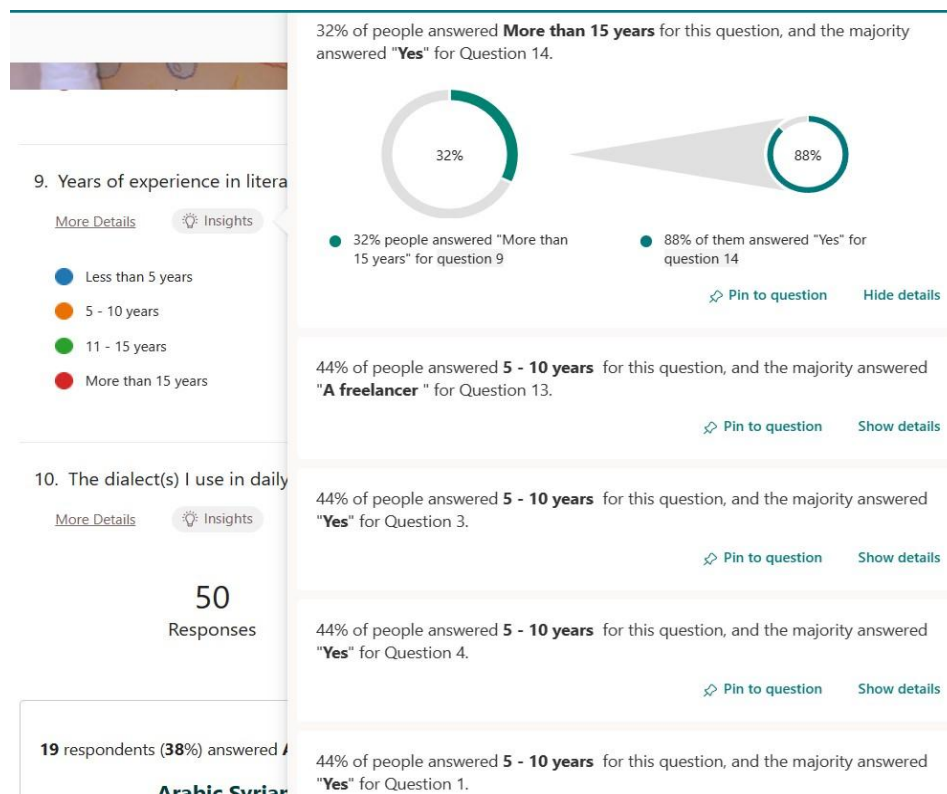 9. Years of experience in litera
More Details
Insights
Less than 5 years
5 - 10 years
11 - 15 years
More than 15 years
10. The dialect(s) I use in daily
More Details
Insights
50
Responses
19 respondents (38%) answered
Arabic Syrian
32% of people answered More than 15 years for this question, and the majority
answered "Yes" for Question 14.
32%
88%
32% people answered "More than
15 years" for question 9
88% of them answered "Yes" for
question 14
Pin to question Hide details
44% of people answered 5 - 10 years for this question, and the majority answered
"A freelancer " for Question 13.
Pin to question Show details
44% of people answered 5 - 10 years for this question, and the majority answered
"Yes" for Question 3.
Pin to question Show details
44% of people answered 5 - 10 years for this question, and the majority answered
"Yes" for Question 4.
Pin to question Show details
44% of people answered 5 - 10 years for this question, and the majority answered
"Yes" for Question 1.